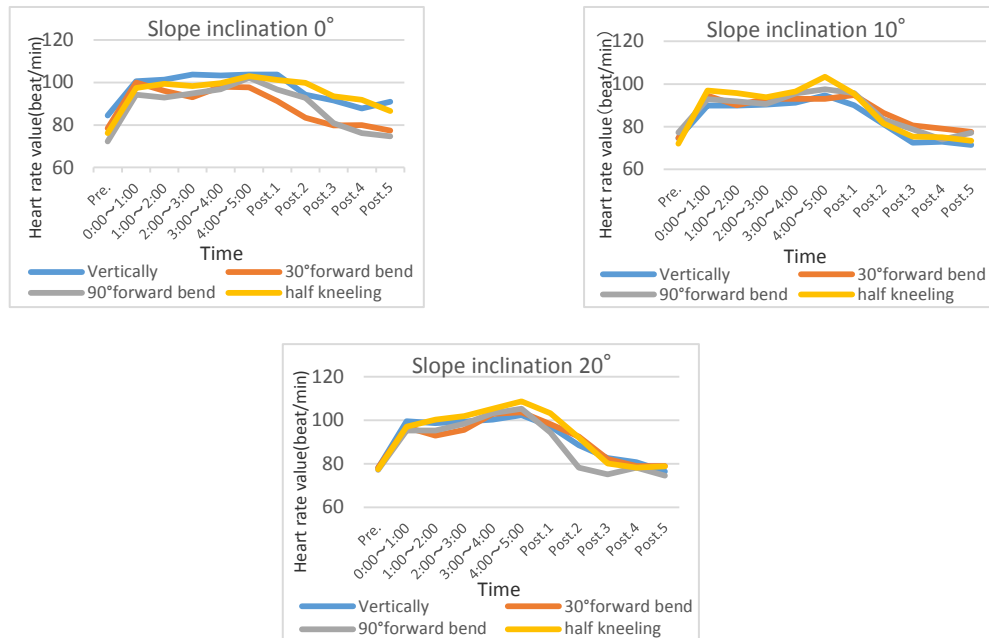 Slope inclination 0°
Heart rate value(beat/min)
120
100
80
60
Pre.
0:00～1:00
1:00～2:00
2:00～3:00
3:00～4:00
4:00～5:00
Post.1
Post.2
Post.3
Post.4
Post.5
Time
Vertically
30°forward bend
90°forward bend
half kneeling
Slope inclination 10°
Heart rate value(beat/min)
120
100
80
60
Pre.
0:00～1:00
1:00～2:00
2:00～3:00
3:00～4:00
4:00～5:00
Post.1
Post.2
Post.3
Post.4
Post.5
Time
Vertically
30°forward bend
90°forward bend
half kneeling
Slope inclination 20°
Heart rate value(beat/min)
120
100
80
60
Pre.
0:00～1:00
1:00～2:00
2:00～3:00
3:00～4:00
4:00～5:00
Post.1
Post.2
Post.3
Post.4
Post.5
Time
Vertically
30°forward bend
90°forward bend
half kneeling